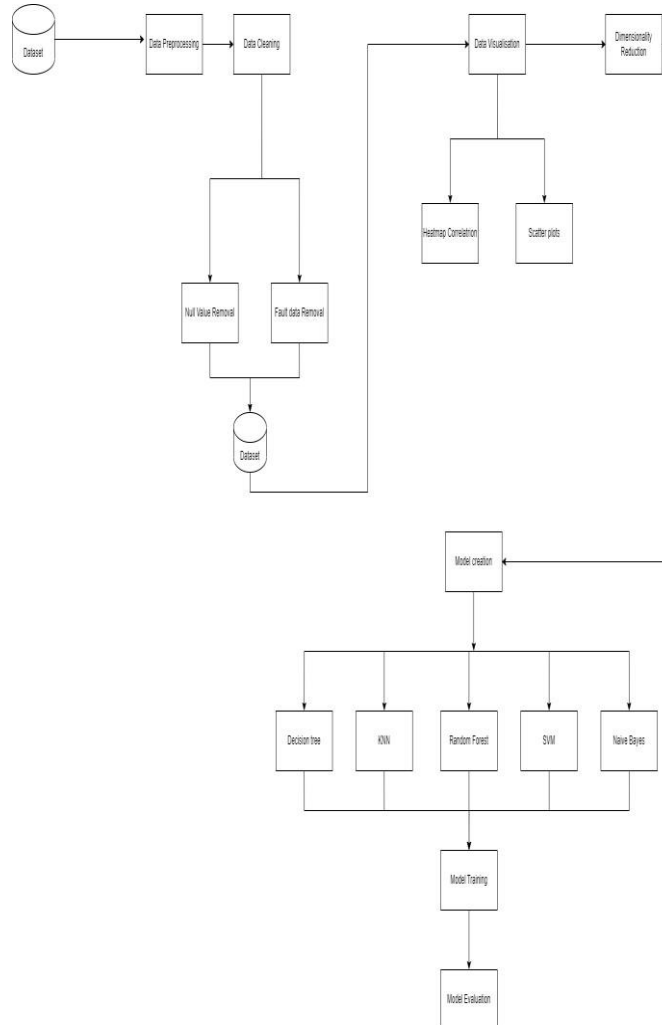 Dataset
Data Preprocessing
Data Cleaning
Data Visualisation
Dimensionality
Reduction
Heatmap Correlatrion
Scatter plots
Null Value Removal
Fault data Removal
Dataset
Model creation
Decision tree
KNN
Random Forest
SVM
Naive Bayes
Model Training
Model Evaluation